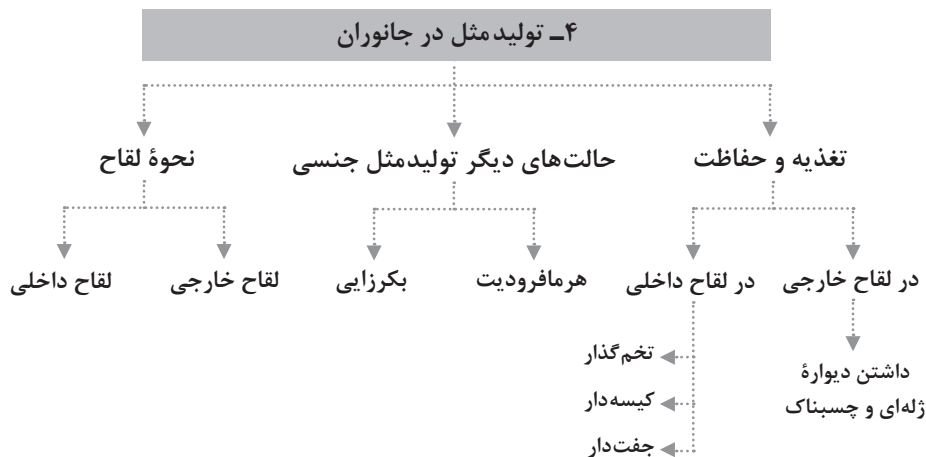 ۴ـ تولیدمثل در جانوران
تغذیه و حفاظت
حالت‌های دیگر تولیدمثل جنسی
نحوهٔ لقاح
در لقاح خارجی
در لقاح داخلی
هرمافرودیت
بکرزایی
لقاح خارجی
لقاح داخلی
داشتن دیوارهٔ
ژله‌ای و چسبناک
تخم‌گذار
کیسه‌دار
جفت‌دار